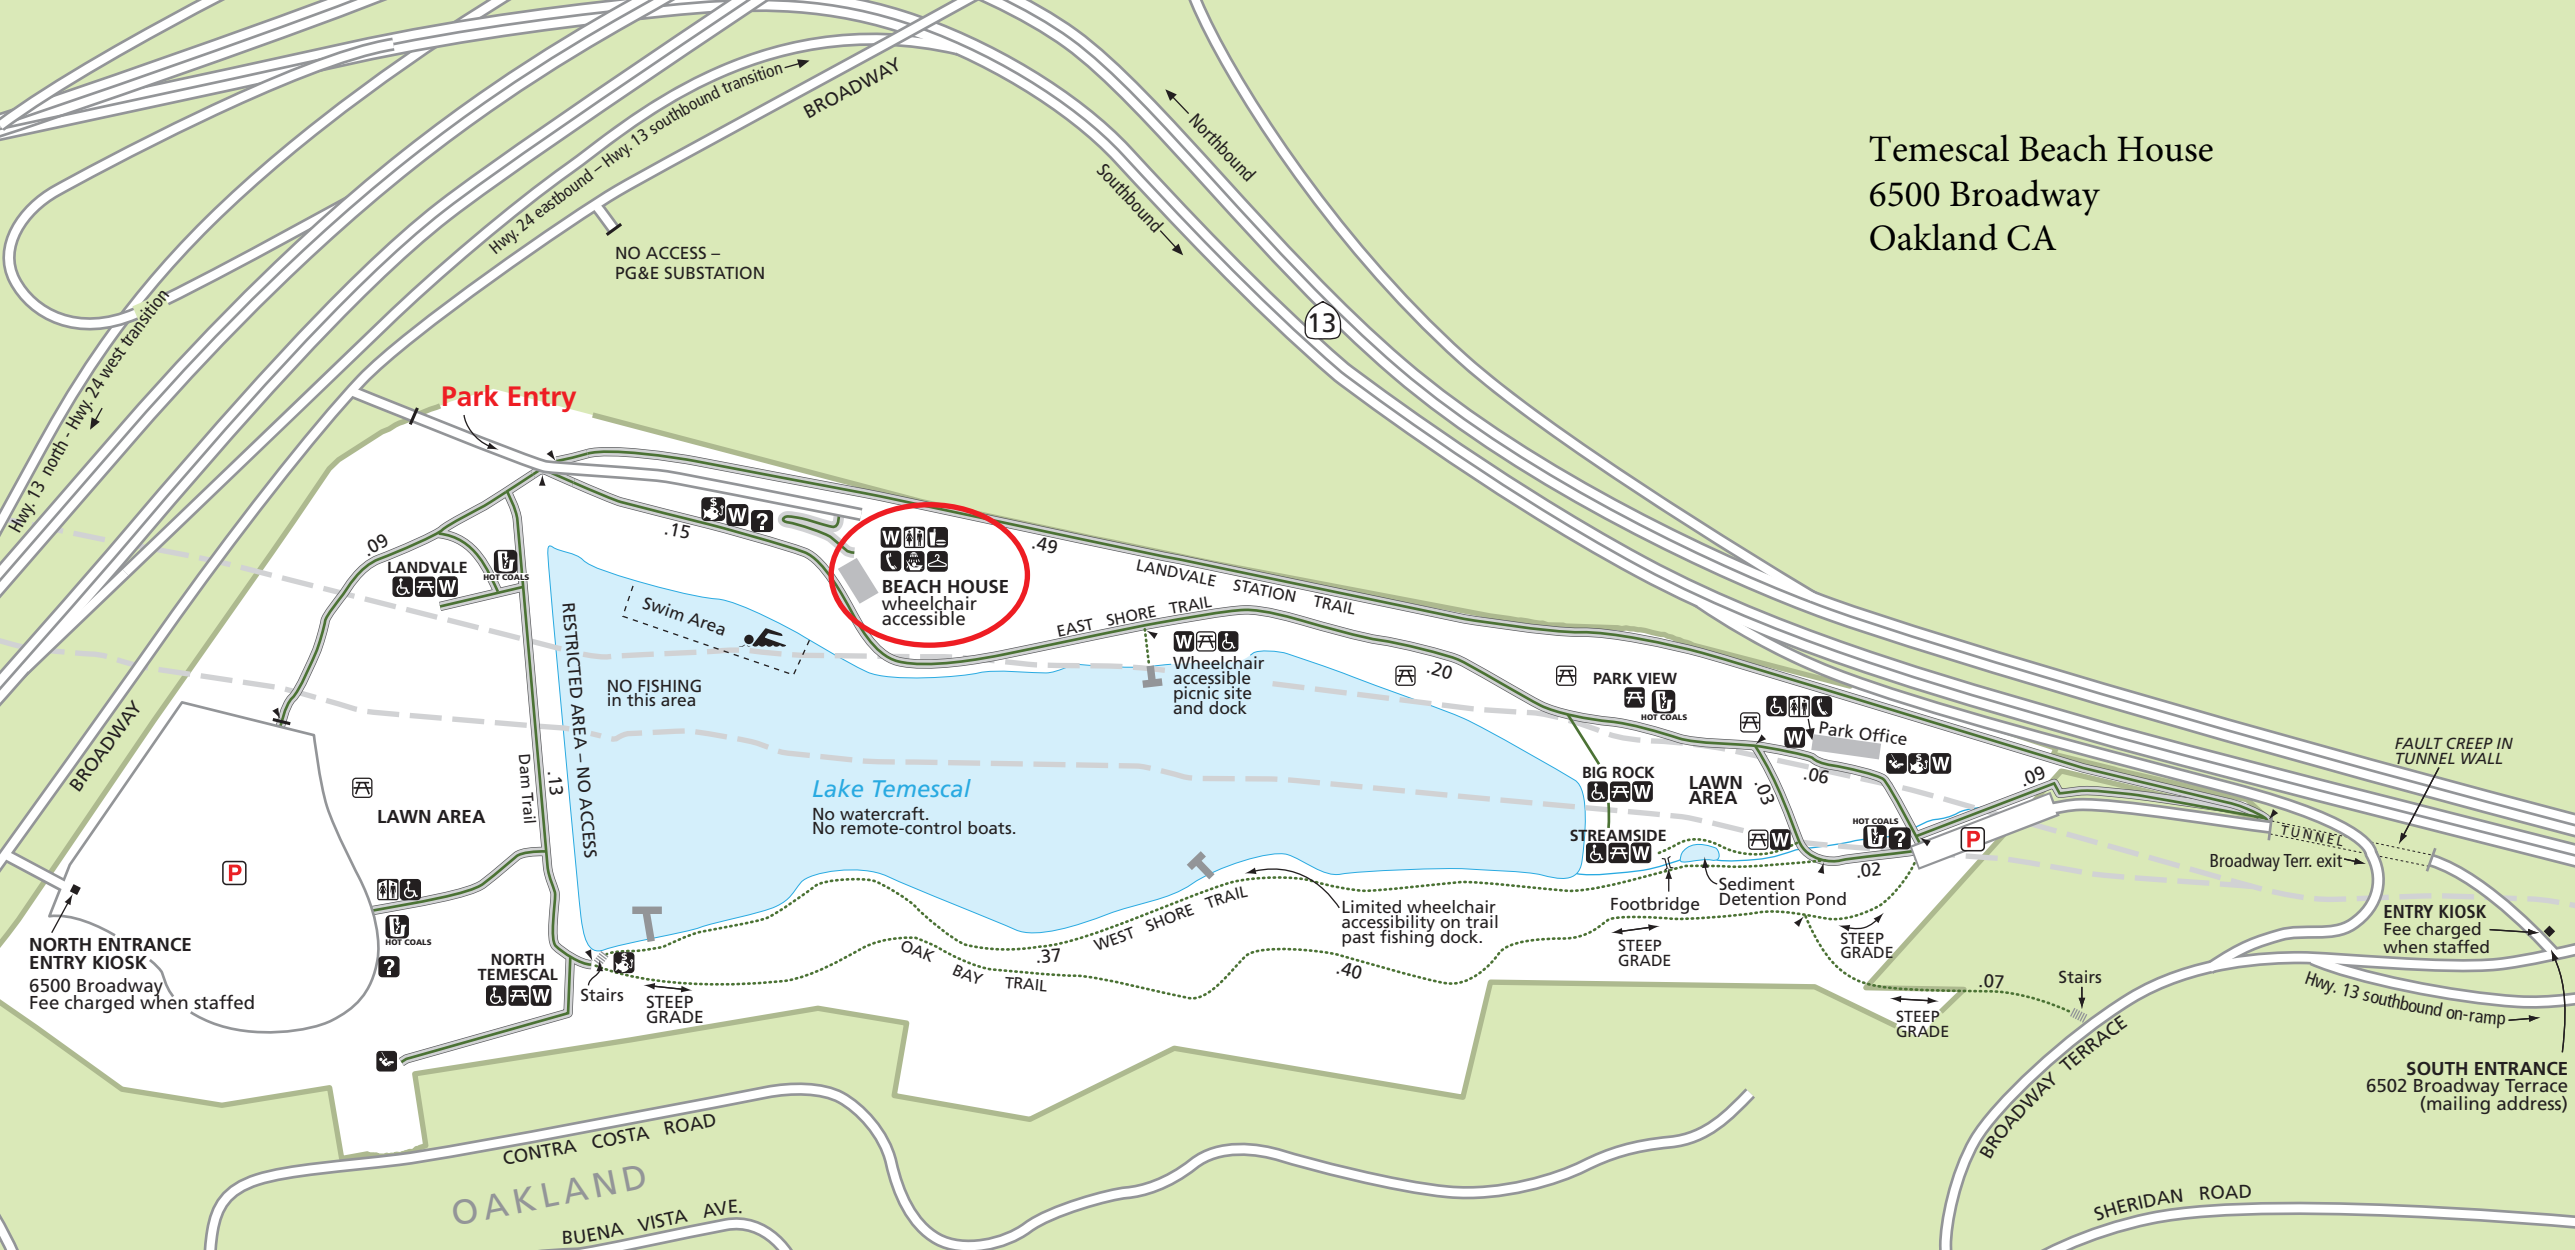 Temescal Beach House
6500 Broadway
Oakland CA
BROADWAY
Hwy. 24 eastbound – Hwy. 13 southbound transition
Northbound
Southbound
NO ACCESS –
PG&E SUBSTATION
13
Hwy. 13 north - Hwy. 24 west transition
Park Entry
.15
$
W
?
W
BEACH HOUSE
wheelchair
accessible
.49
LANDVALE STATION TRAIL
.09
LANDVALE
W
HOT COALS
RESTRICTED AREA – NO ACCESS
Swim Area
NO FISHING
in this area
EAST SHORE TRAIL
W
Wheelchair
accessible
picnic site
and dock
.20
PARK VIEW
HOT COALS
W
Park Office
$
W
.06
.03
.09
BIG ROCK
W
LAWN
AREA
STREAMSIDE
W
W
HOT COALS
?
P
.02
TUNNEL
FAULT CREEP IN
TUNNEL WALL
Broadway Terr. exit
BROADWAY
Dam Trail
.13
LAWN AREA
P
Lake Temescal
No watercraft.
No remote-control boats.
HOT COALS
?
NORTH ENTRANCE
ENTRY KIOSK
6500 Broadway
Fee charged when staffed
NORTH
TEMESCAL
W
Stairs
$
STEEP
GRADE
OAK BAY TRAIL
.37
WEST SHORE TRAIL
Limited wheelchair
accessibility on trail
past fishing dock.
.40
Footbridge
Sediment
Detention Pond
STEEP
GRADE
STEEP
GRADE
.07
STEEP
GRADE
Stairs
ENTRY KIOSK
Fee charged
when staffed
Hwy. 13 southbound on-ramp
SOUTH ENTRANCE
6502 Broadway Terrace
(mailing address)
BROADWAY TERRACE
CONTRA COSTA ROAD
OAKLAND
BUENA VISTA AVE.
SHERIDAN ROAD